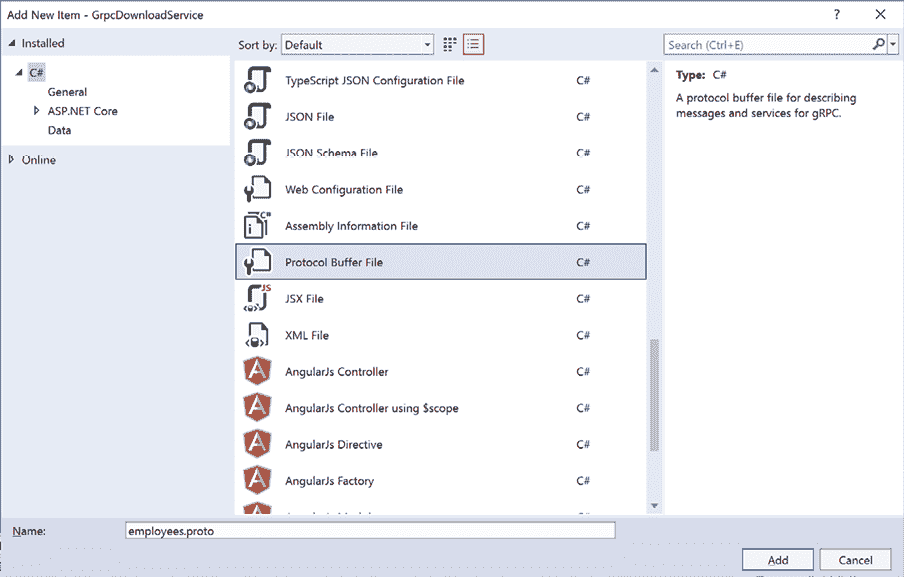 Add New Item - GrpcDownloadService
? 
Installed
Sort by: Default
Search (Ctrl+E)
C#
General
ASP.NET Core
Data
Online
TypeScript JSON Configuration File C#
JSON File C#
JSON Schema File C#
Web Configuration File C#
Assembly Information File C#
Protocol Buffer File C#
JSX File C#
XML File C#
AngularJs Controller C#
AngularJs Controller using $scope C#
AngularJs Directive C#
AngularJs Factory C#
Type: C#
A protocol buffer file for describing
messages and services for gRPC.
Name: employees.proto
Add Cancel